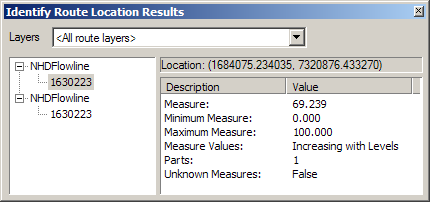 Identify Route Location Results
Layers <All route layers>
NHDFlowline
1630223
NHDFlowline
1630223
Location: (1684075.234035, 7320876.433270)
Description Value
Measure: 69.239
Minimum Measure: 0.000
Maximum Measure: 100.000
Measure Values: Increasing with Levels
Parts: 1
Unknown Measures: False